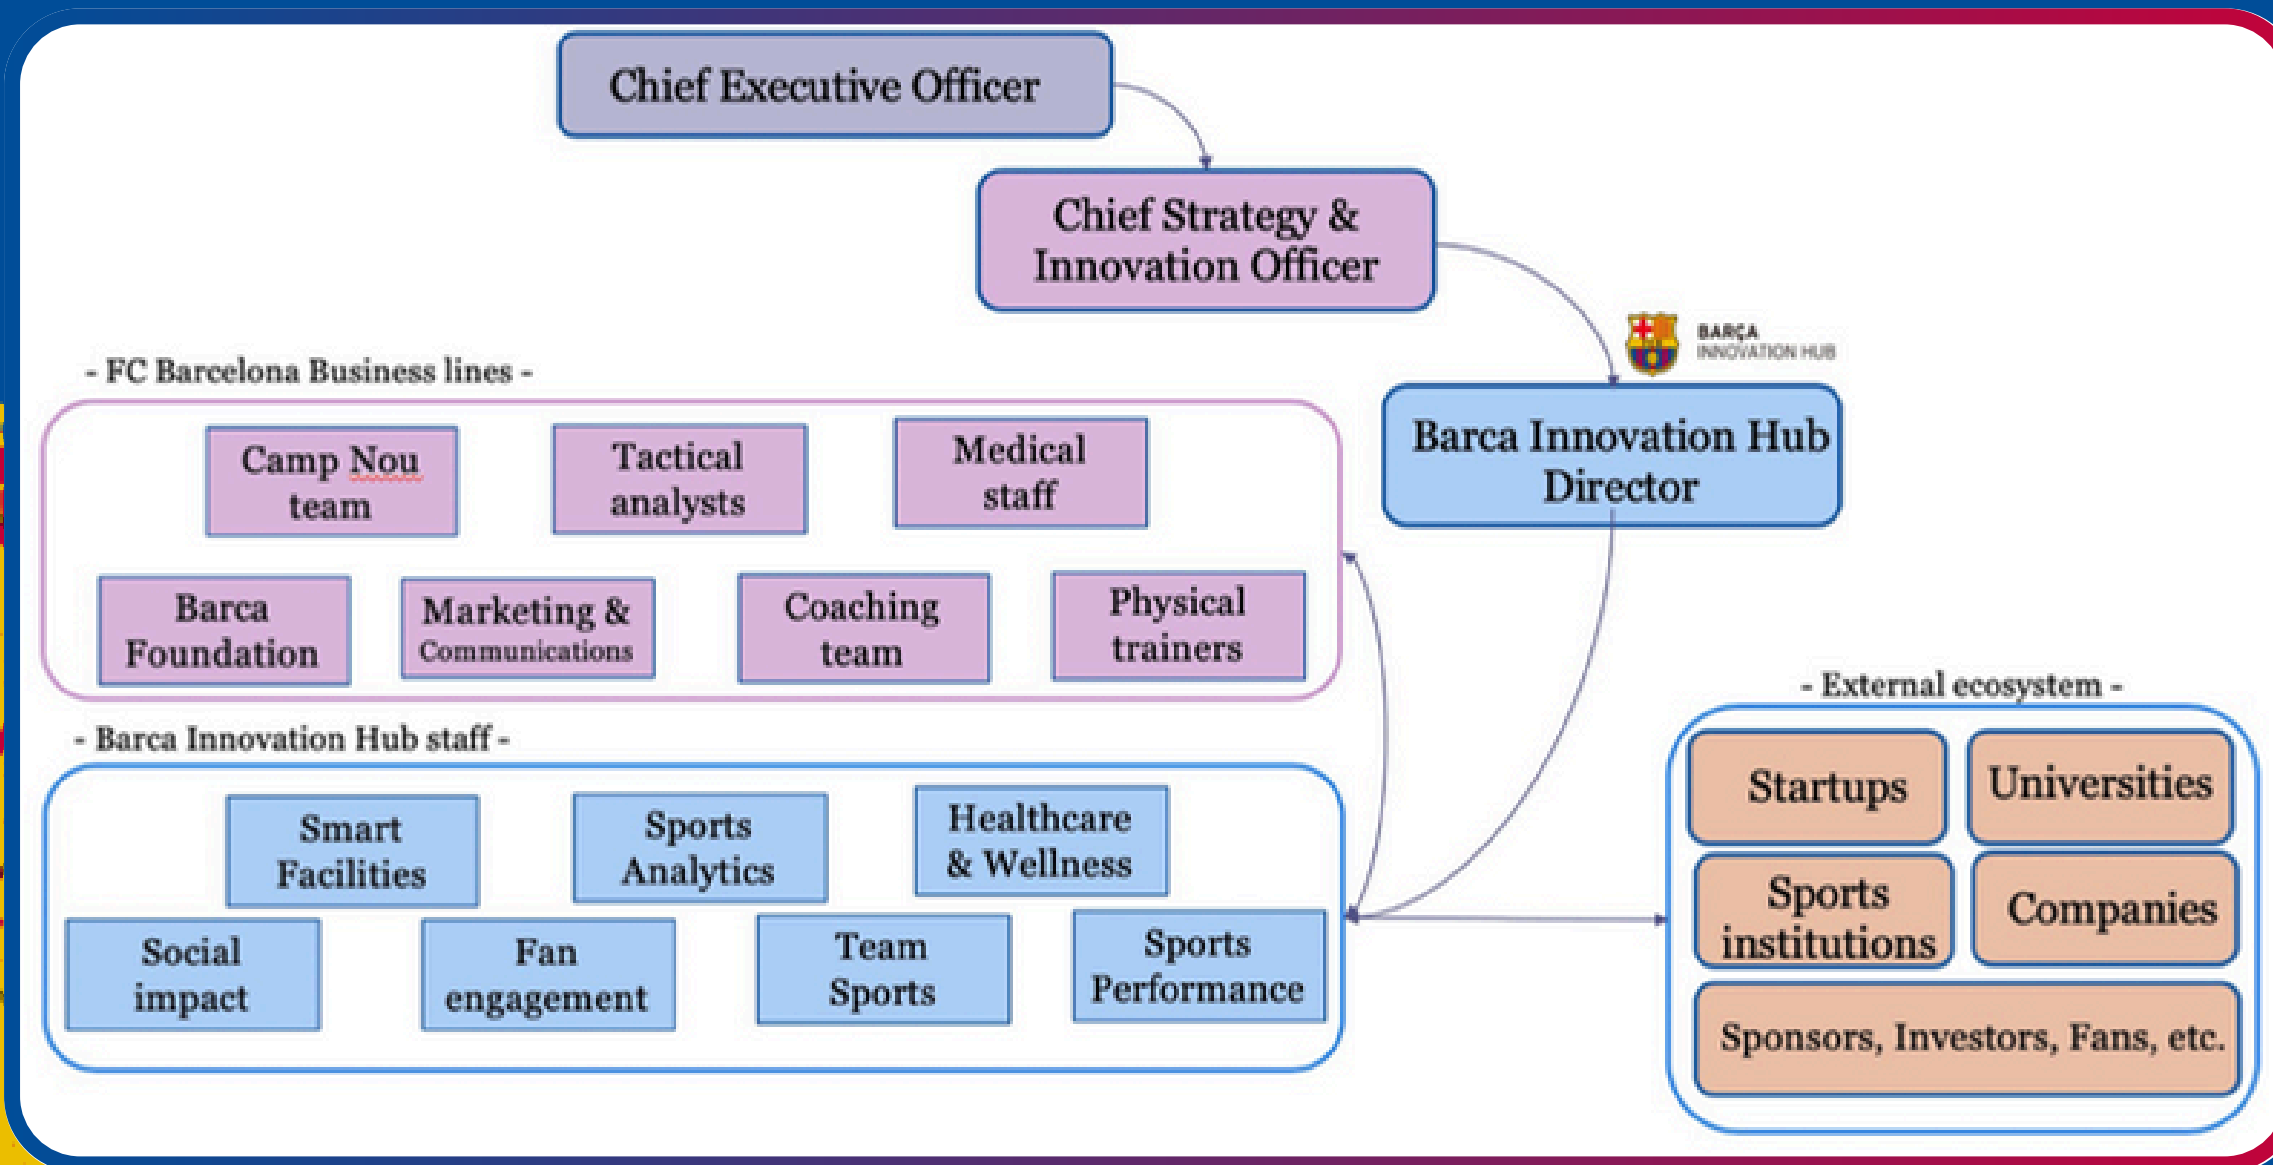 Chief Executive Officer
Chief Strategy &
Innovation Officer
BARÇA
INNOVATION HUB
Barca Innovation Hub
Director
- FC Barcelona Business lines -
Camp Nou
team
Tactical
analysts
Medical
staff
Barca
Foundation
Marketing &
Communications
Coaching
team
Physical
trainers
- Barca Innovation Hub staff -
Smart
Facilities
Sports
Analytics
Healthcare
& Wellness
Social
impact
Fan
engagement
Team
Sports
Sports
Performance
- External ecosystem -
Startups
Universities
Sports
institutions
Companies
Sponsors, Investors, Fans, etc.